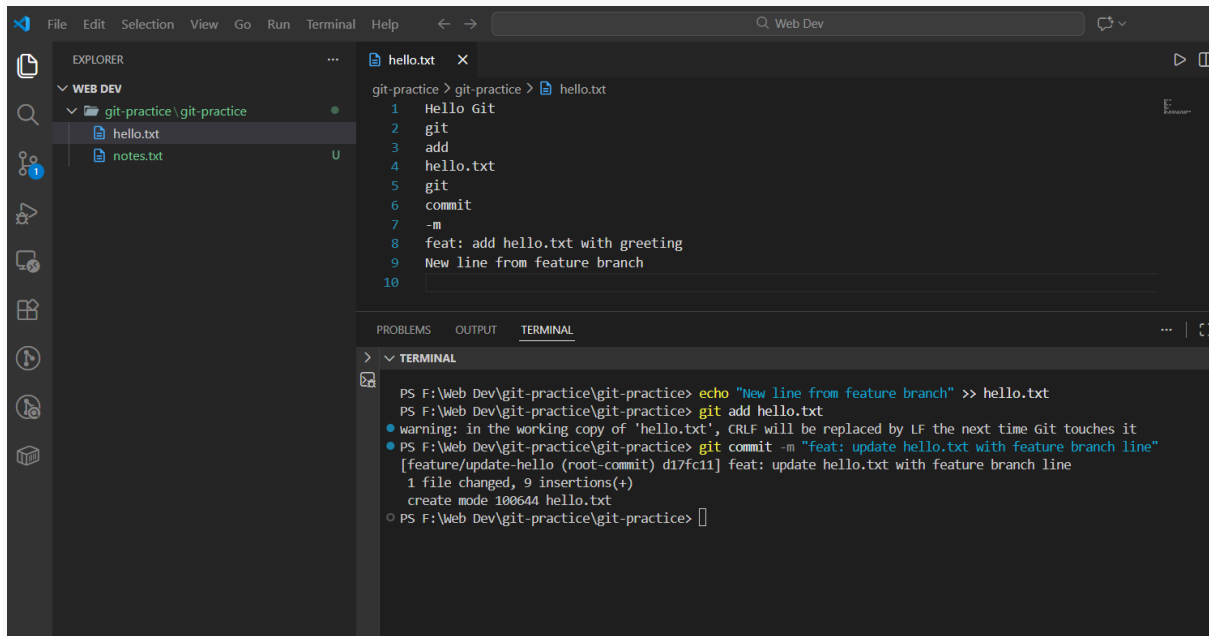 File Edit Selection View Go Run Terminal Help
Web Dev
EXPLORER
WEB DEV
git-practice\git-practice
hello.txt
notes.txt U
1
hello.txt
git-practice > git-practice > hello.txt
1 Hello Git
2 git
3 add
4 hello.txt
5 git
6 commit
7 -m
8 feat: add hello.txt with greeting
9 New line from feature branch
10
PROBLEMS OUTPUT TERMINAL
TERMINAL
PS F:\Web Dev\git-practice\git-practice> echo "New line from feature branch" >> hello.txt
PS F:\Web Dev\git-practice\git-practice> git add hello.txt
warning: in the working copy of 'hello.txt', CRLF will be replaced by LF the next time Git touches it
PS F:\Web Dev\git-practice\git-practice> git commit -m "feat: update hello.txt with feature branch line"
[feature/update-hello (root-commit) d17fc11] feat: update hello.txt with feature branch line
1 file changed, 9 insertions(+)
create mode 100644 hello.txt
PS F:\Web Dev\git-practice\git-practice>